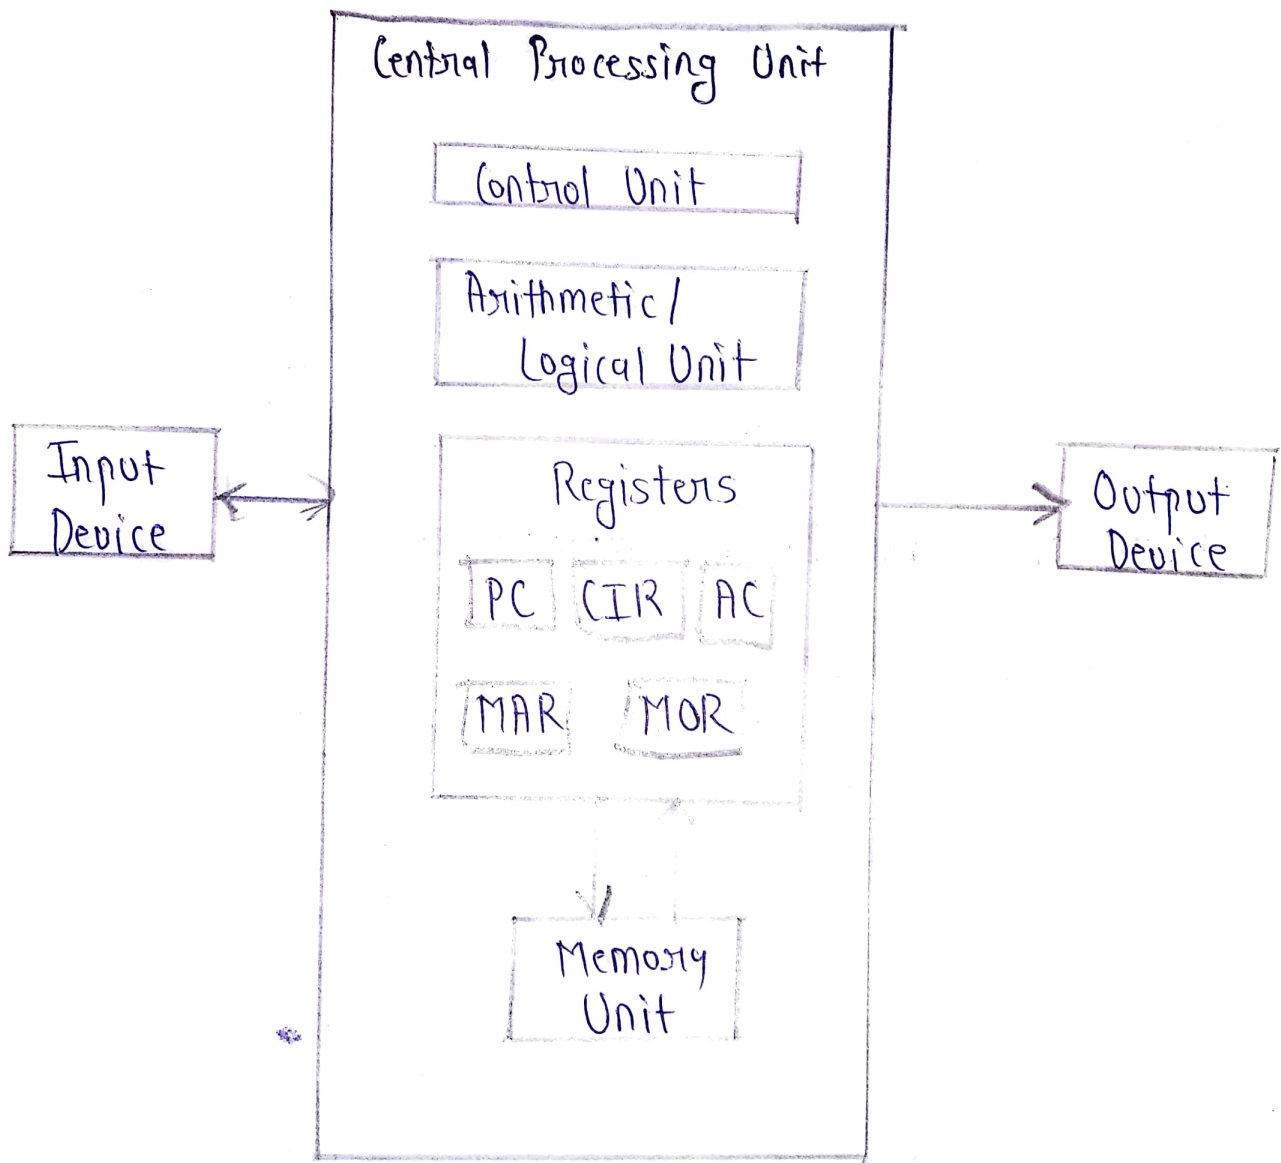 Central Processing Unit
Control Unit
Arithmetic/
Logical Unit
Input
Device
Registers
PC CIR AC
MAR MOR
Output
Device
Memory
Unit